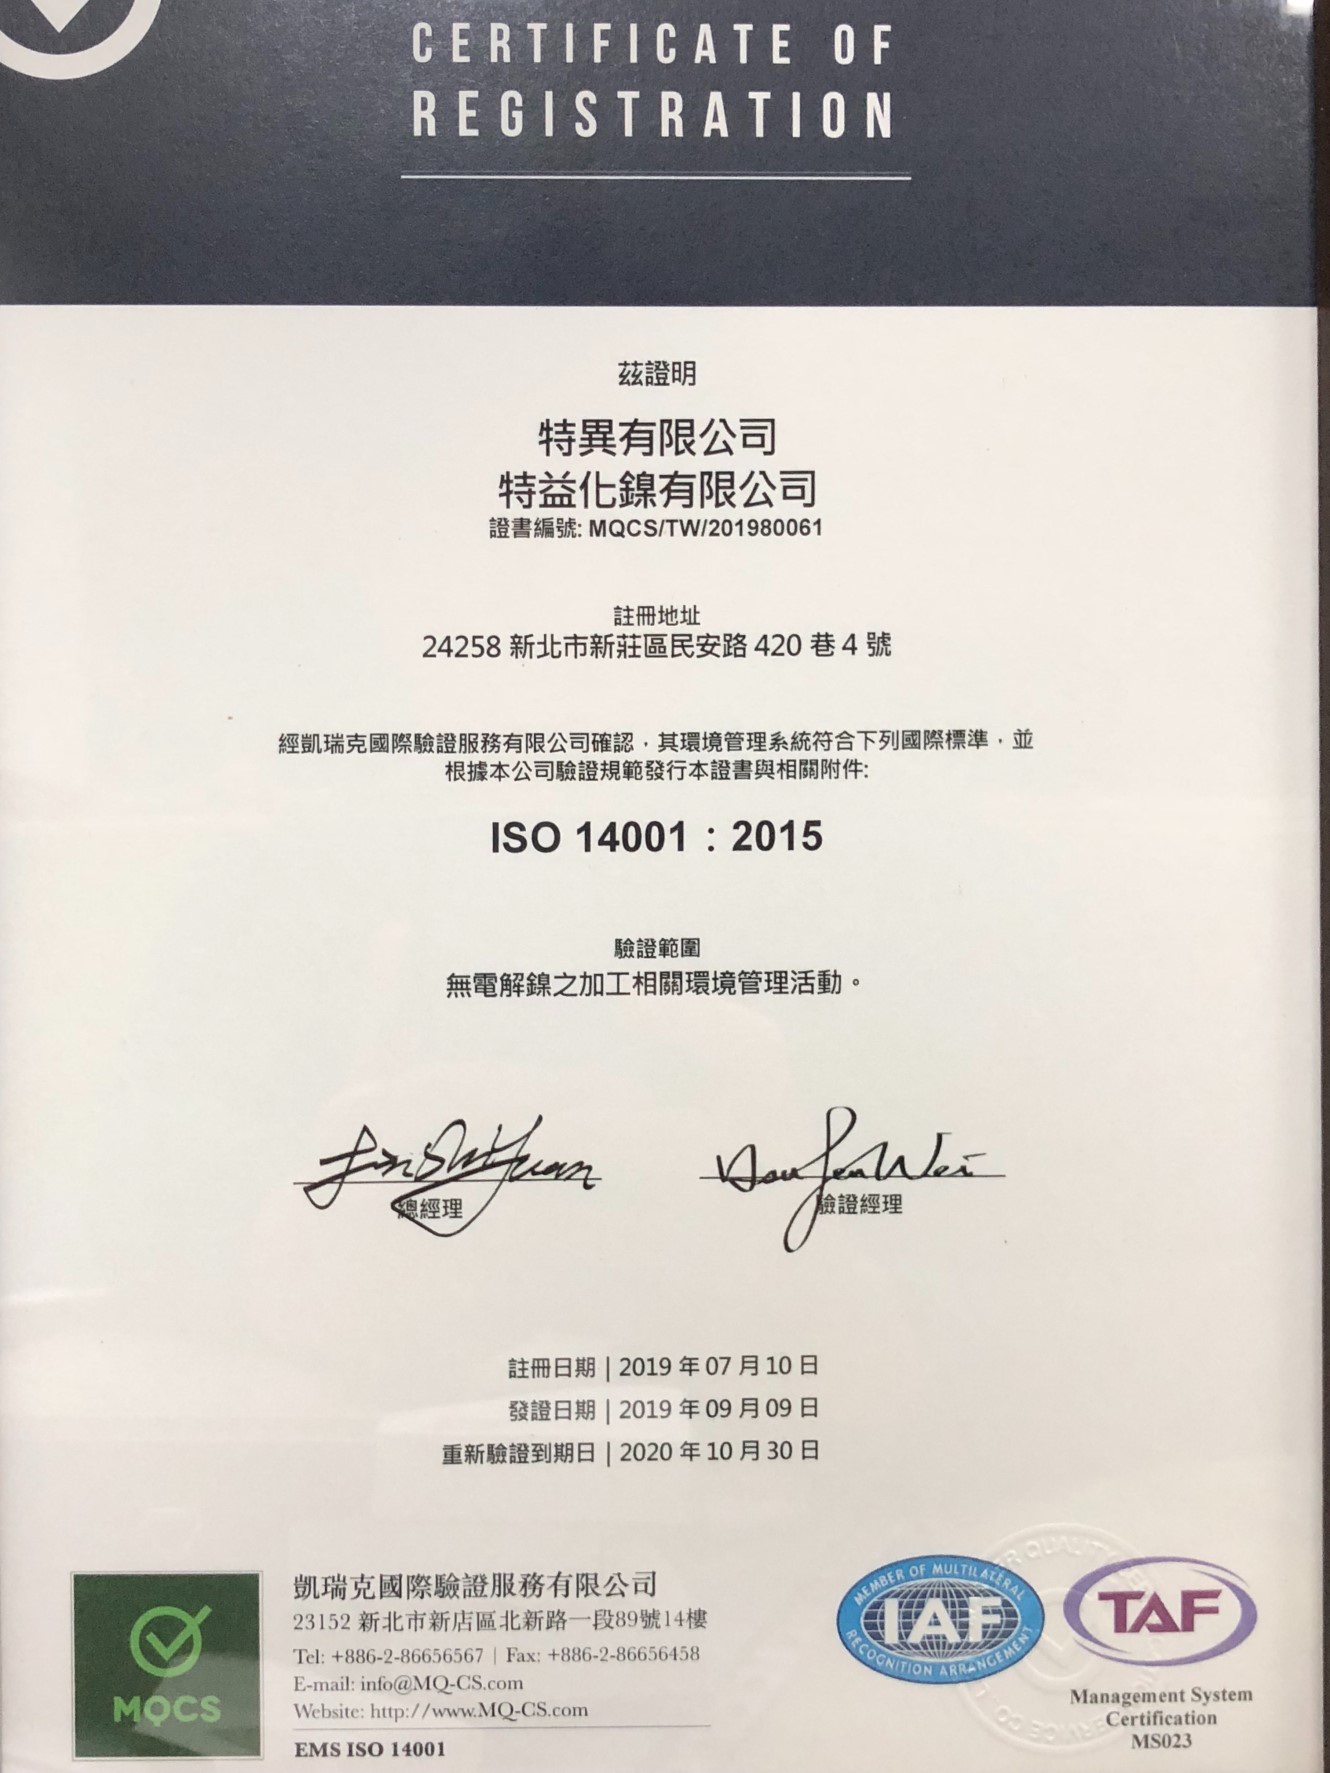 CERTIFICATE OF
REGISTRATION
茲證明
特異有限公司
特益化鎳有限公司
證書編號: MQCS/TW/201980061
註冊地址
24258 新北市新莊區民安路 420 巷 4 號
經凱瑞克國際驗證服務有限公司確認，其環境管理系統符合下列國際標準，並
根據本公司驗證規範發行本證書與相關附件:
ISO 14001：2015
驗證範圍
無電解鎳之加工相關環境管理活動。
總經理
驗證經理
註冊日期 | 2019 年 07 月 10 日
發證日期 | 2019 年 09 月 09 日
重新驗證到期日 | 2020 年 10 月 30 日
MQCS
凱瑞克國際驗證服務有限公司
23152 新北市新店區北新路一段89號14樓
Tel: +886-2-86656567 | Fax: +886-2-86656458
E-mail: info@MQ-CS.com
Website: http://www.MQ-CS.com
EMS ISO 14001
MEMBER OF MULTILATERAL
IAF
RECOGNITION ARRANGEMENT
TAF
Management System
Certification
MS023